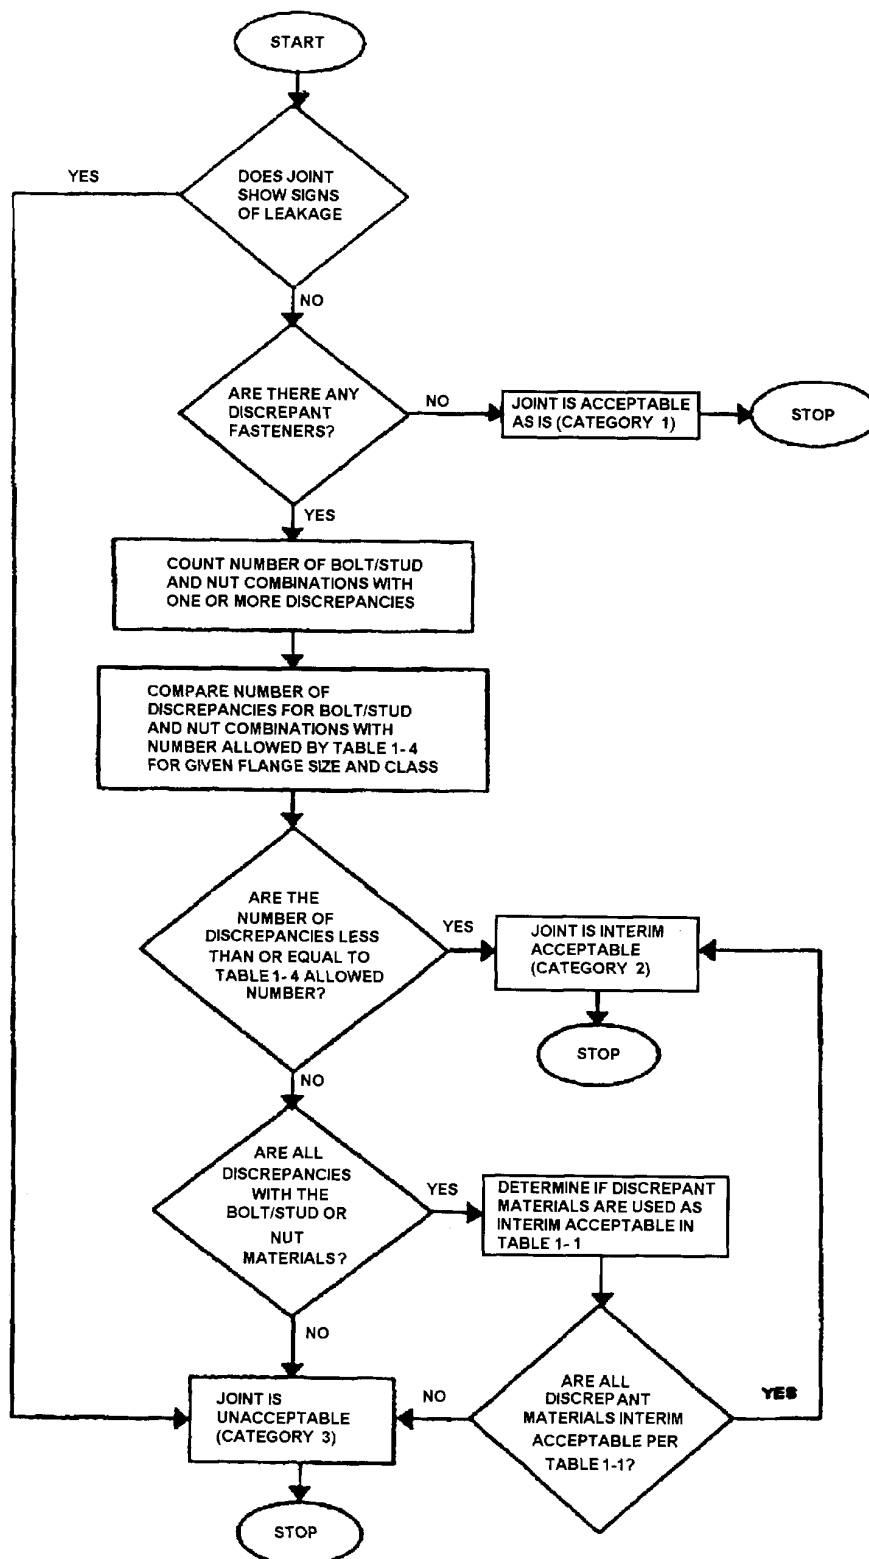 START
YES
DOES JOINT
SHOW SIGNS
OF LEAKAGE
NO
ARE THERE ANY
DISCREPANT
FASTENERS?
NO
JOINT IS ACCEPTABLE
AS IS (CATEGORY 1)
STOP
YES
COUNT NUMBER OF BOLT/STUD
AND NUT COMBINATIONS WITH
ONE OR MORE DISCREPANCIES
COMPARE NUMBER OF
DISCREPANCIES FOR BOLT/STUD
AND NUT COMBINATIONS WITH
NUMBER ALLOWED BY TABLE 1-4
FOR GIVEN FLANGE SIZE AND CLASS
ARE THE
NUMBER OF
DISCREPANCIES LESS
THAN OR EQUAL TO
TABLE 1-4 ALLOWED
NUMBER?
YES
JOINT IS INTERIM
ACCEPTABLE
(CATEGORY 2)
STOP
NO
ARE ALL
DISCREPANCIES
WITH THE
BOLT/STUD OR
NUT
MATERIALS?
YES
DETERMINE IF DISCREPANT
MATERIALS ARE USED AS
INTERIM ACCEPTABLE IN
TABLE 1-1
NO
ARE ALL
DISCREPANT
MATERIALS INTERIM
ACCEPTABLE PER
TABLE 1-1?
YES
NO
JOINT IS
UNACCEPTABLE
(CATEGORY 3)
STOP